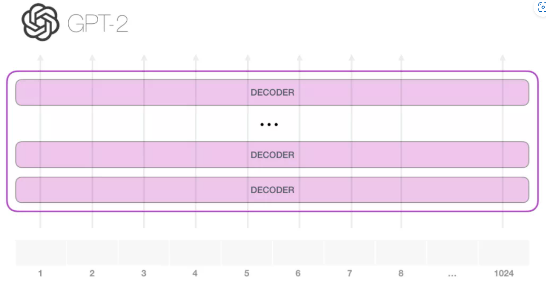 GPT-2
DECODER
...
DECODER
DECODER
1 2 3 4 5 6 7 8 ... 1024